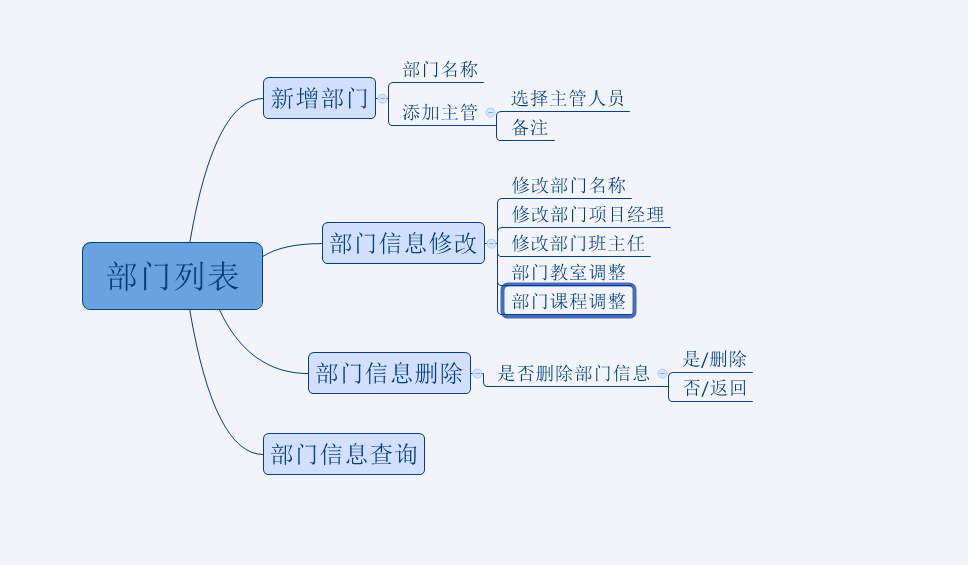 部门列表
新增部门
部门名称
添加主管
选择主管人员
备注
部门信息修改
修改部门名称
修改部门项目经理
修改部门班主任
部门教室调整
部门课程调整
部门信息删除
是否删除部门信息
是/删除
否/返回
部门信息查询